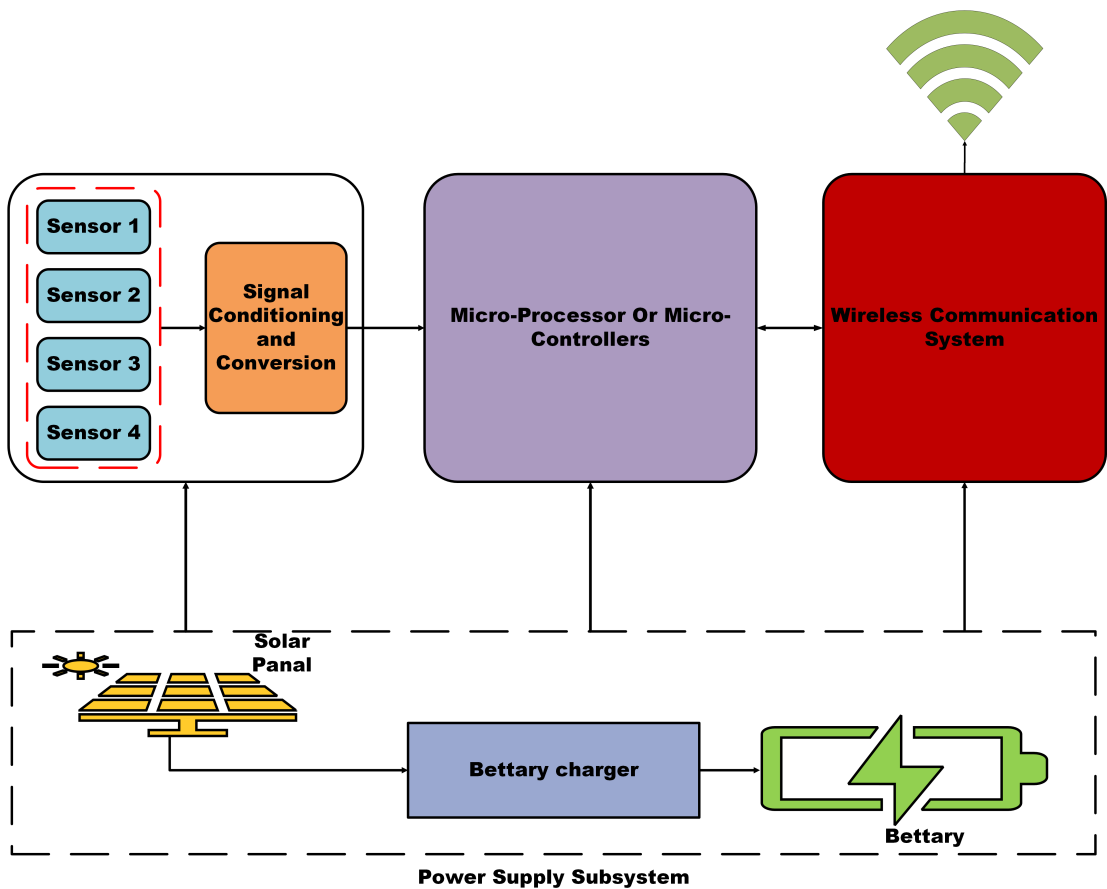 Sensor 1
Sensor 2
Sensor 3
Sensor 4
Signal
Conditioning
and
Conversion
Micro-Processor Or Micro-
Controllers
Wireless Communication
System
Solar
Panal
Bettary charger
Bettary
Power Supply Subsystem